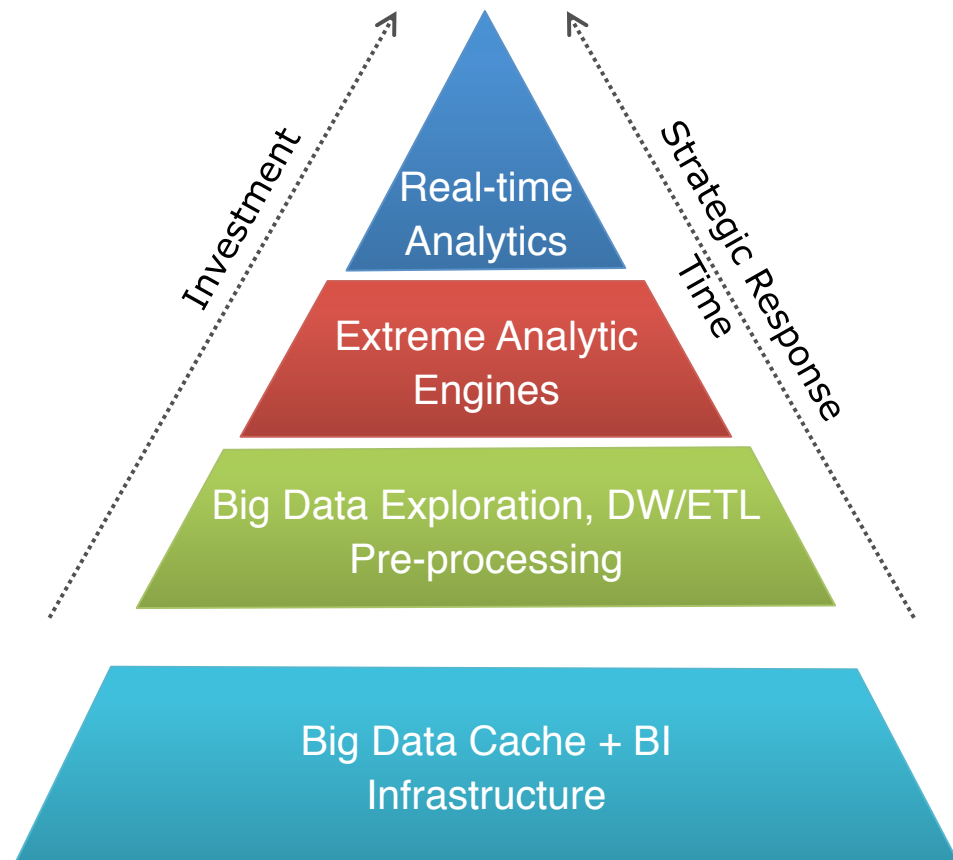 Investment
Strategic Response
Time
Real-time
Analytics
Extreme Analytic
Engines
Big Data Exploration, DW/ETL
Pre-processing
Big Data Cache + BI
Infrastructure